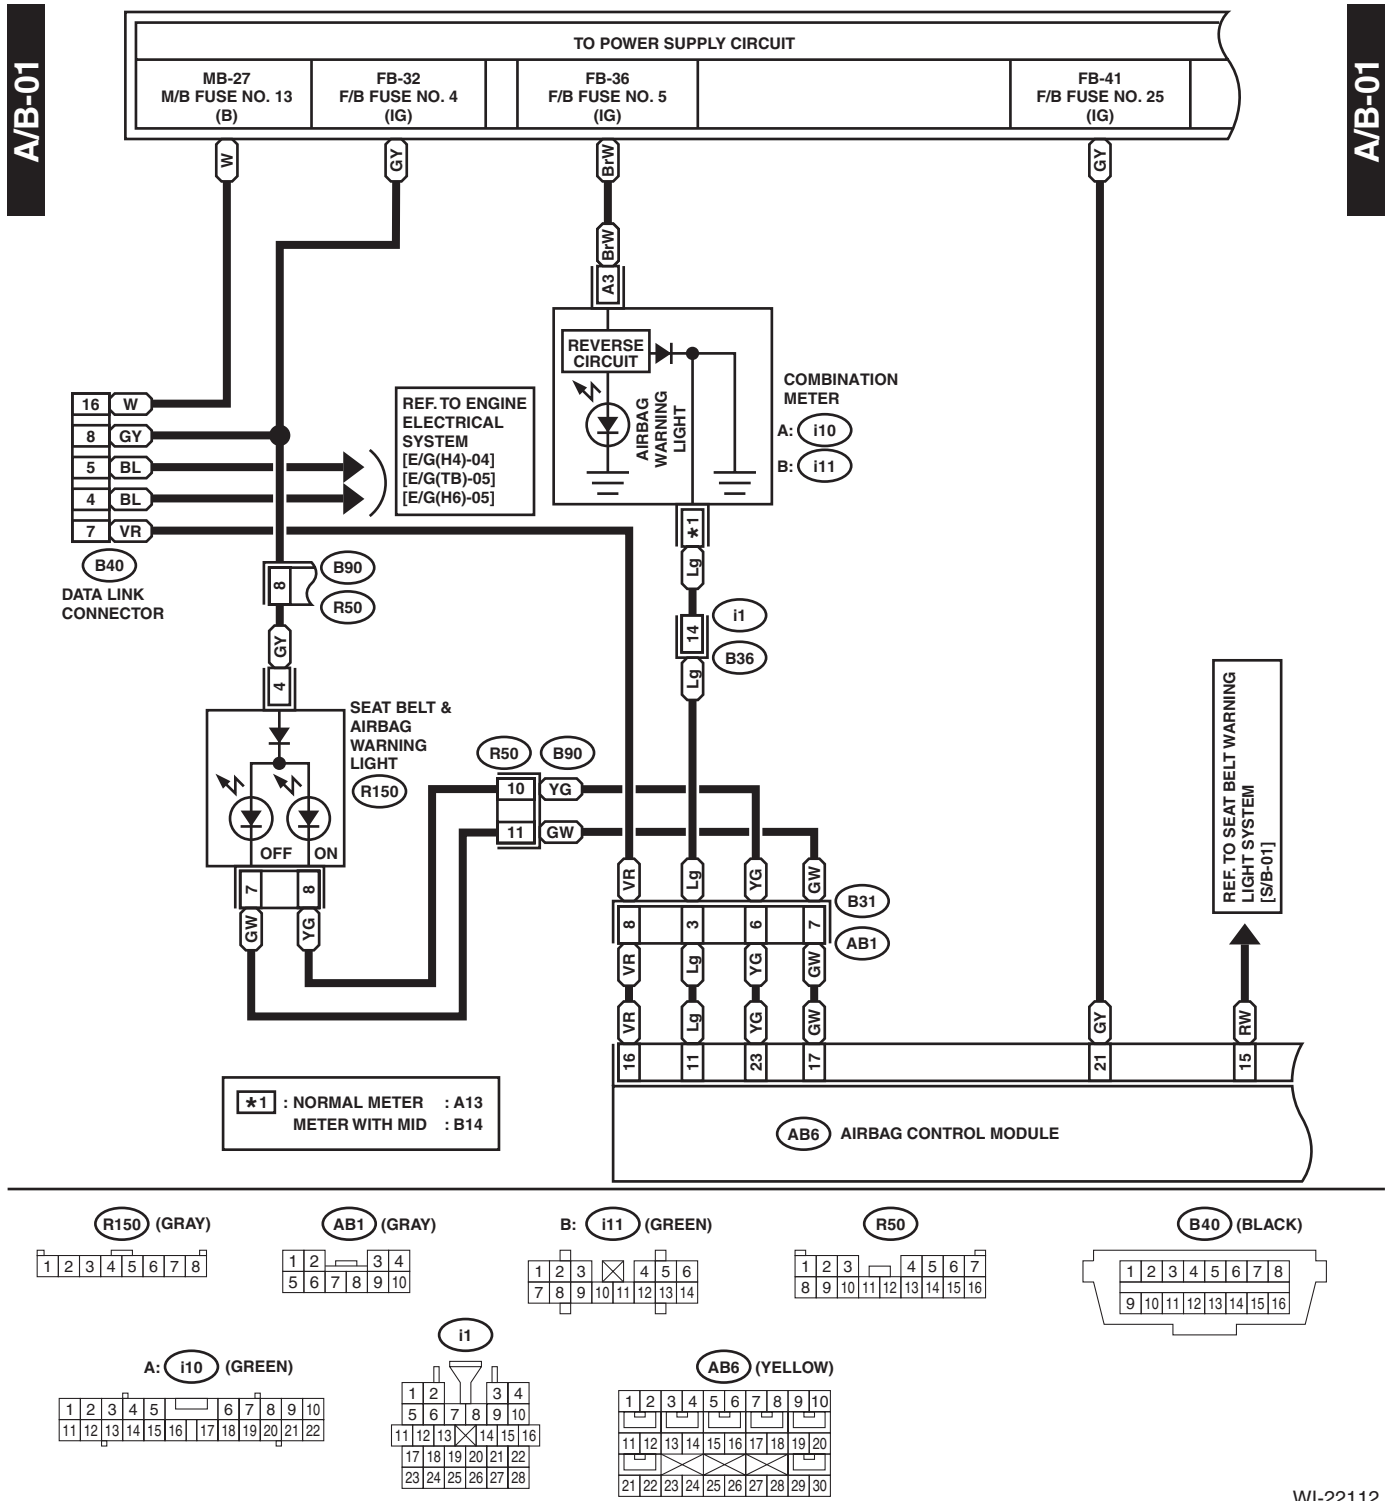 A/B-01
A/B-01
TO POWER SUPPLY CIRCUIT
MB-27
M/B FUSE NO. 13
(B)
FB-32
F/B FUSE NO. 4
(IG)
FB-36
F/B FUSE NO. 5
(IG)
FB-41
F/B FUSE NO. 25
(IG)
W
GY
BrW
GY
BrW
A3
REVERSE
CIRCUIT
AIRBAG
WARNING
LIGHT
COMBINATION
METER
A: i10
B: i11
16 W
8 GY
5 BL
4 BL
7 VR
B40
DATA LINK
CONNECTOR
REF. TO ENGINE
ELECTRICAL
SYSTEM
[E/G(H4)-04]
[E/G(TB)-05]
[E/G(H6)-05]
*1
Lg
14
i1
B36
Lg
8
B90
R50
GY
4
SEAT BELT &
AIRBAG
WARNING
LIGHT
R150
OFF ON
7 8
GW YG
R50 B90
10 YG
11 GW
REF. TO SEAT BELT WARNING
LIGHT SYSTEM
[S/B-01]
VR Lg YG GW
B31
8 3 6 7
AB1
VR Lg YG GW
VR Lg YG GW GY RW
16 11 23 17 21 15
AB6 AIRBAG CONTROL MODULE
*1 : NORMAL METER : A13
METER WITH MID : B14
R150 (GRAY)
1 2 3 4 5 6 7 8
AB1 (GRAY)
1 2 3 4
5 6 7 8 9 10
B: i11 (GREEN)
1 2 3 4 5 6
7 8 9 10 11 12 13 14
R50
1 2 3 4 5 6 7
8 9 10 11 12 13 14 15 16
B40 (BLACK)
1 2 3 4 5 6 7 8
9 10 11 12 13 14 15 16
A: i10 (GREEN)
1 2 3 4 5 6 7 8 9 10
11 12 13 14 15 16 17 18 19 20 21 22
i1
1 2 3 4
5 6 7 8 9 10
11 12 13 14 15 16
17 18 19 20 21 22
23 24 25 26 27 28
AB6 (YELLOW)
1 2 3 4 5 6 7 8 9 10
11 12 13 14 15 16 17 18 19 20
21 22 23 24 25 26 27 28 29 30
WI-22112